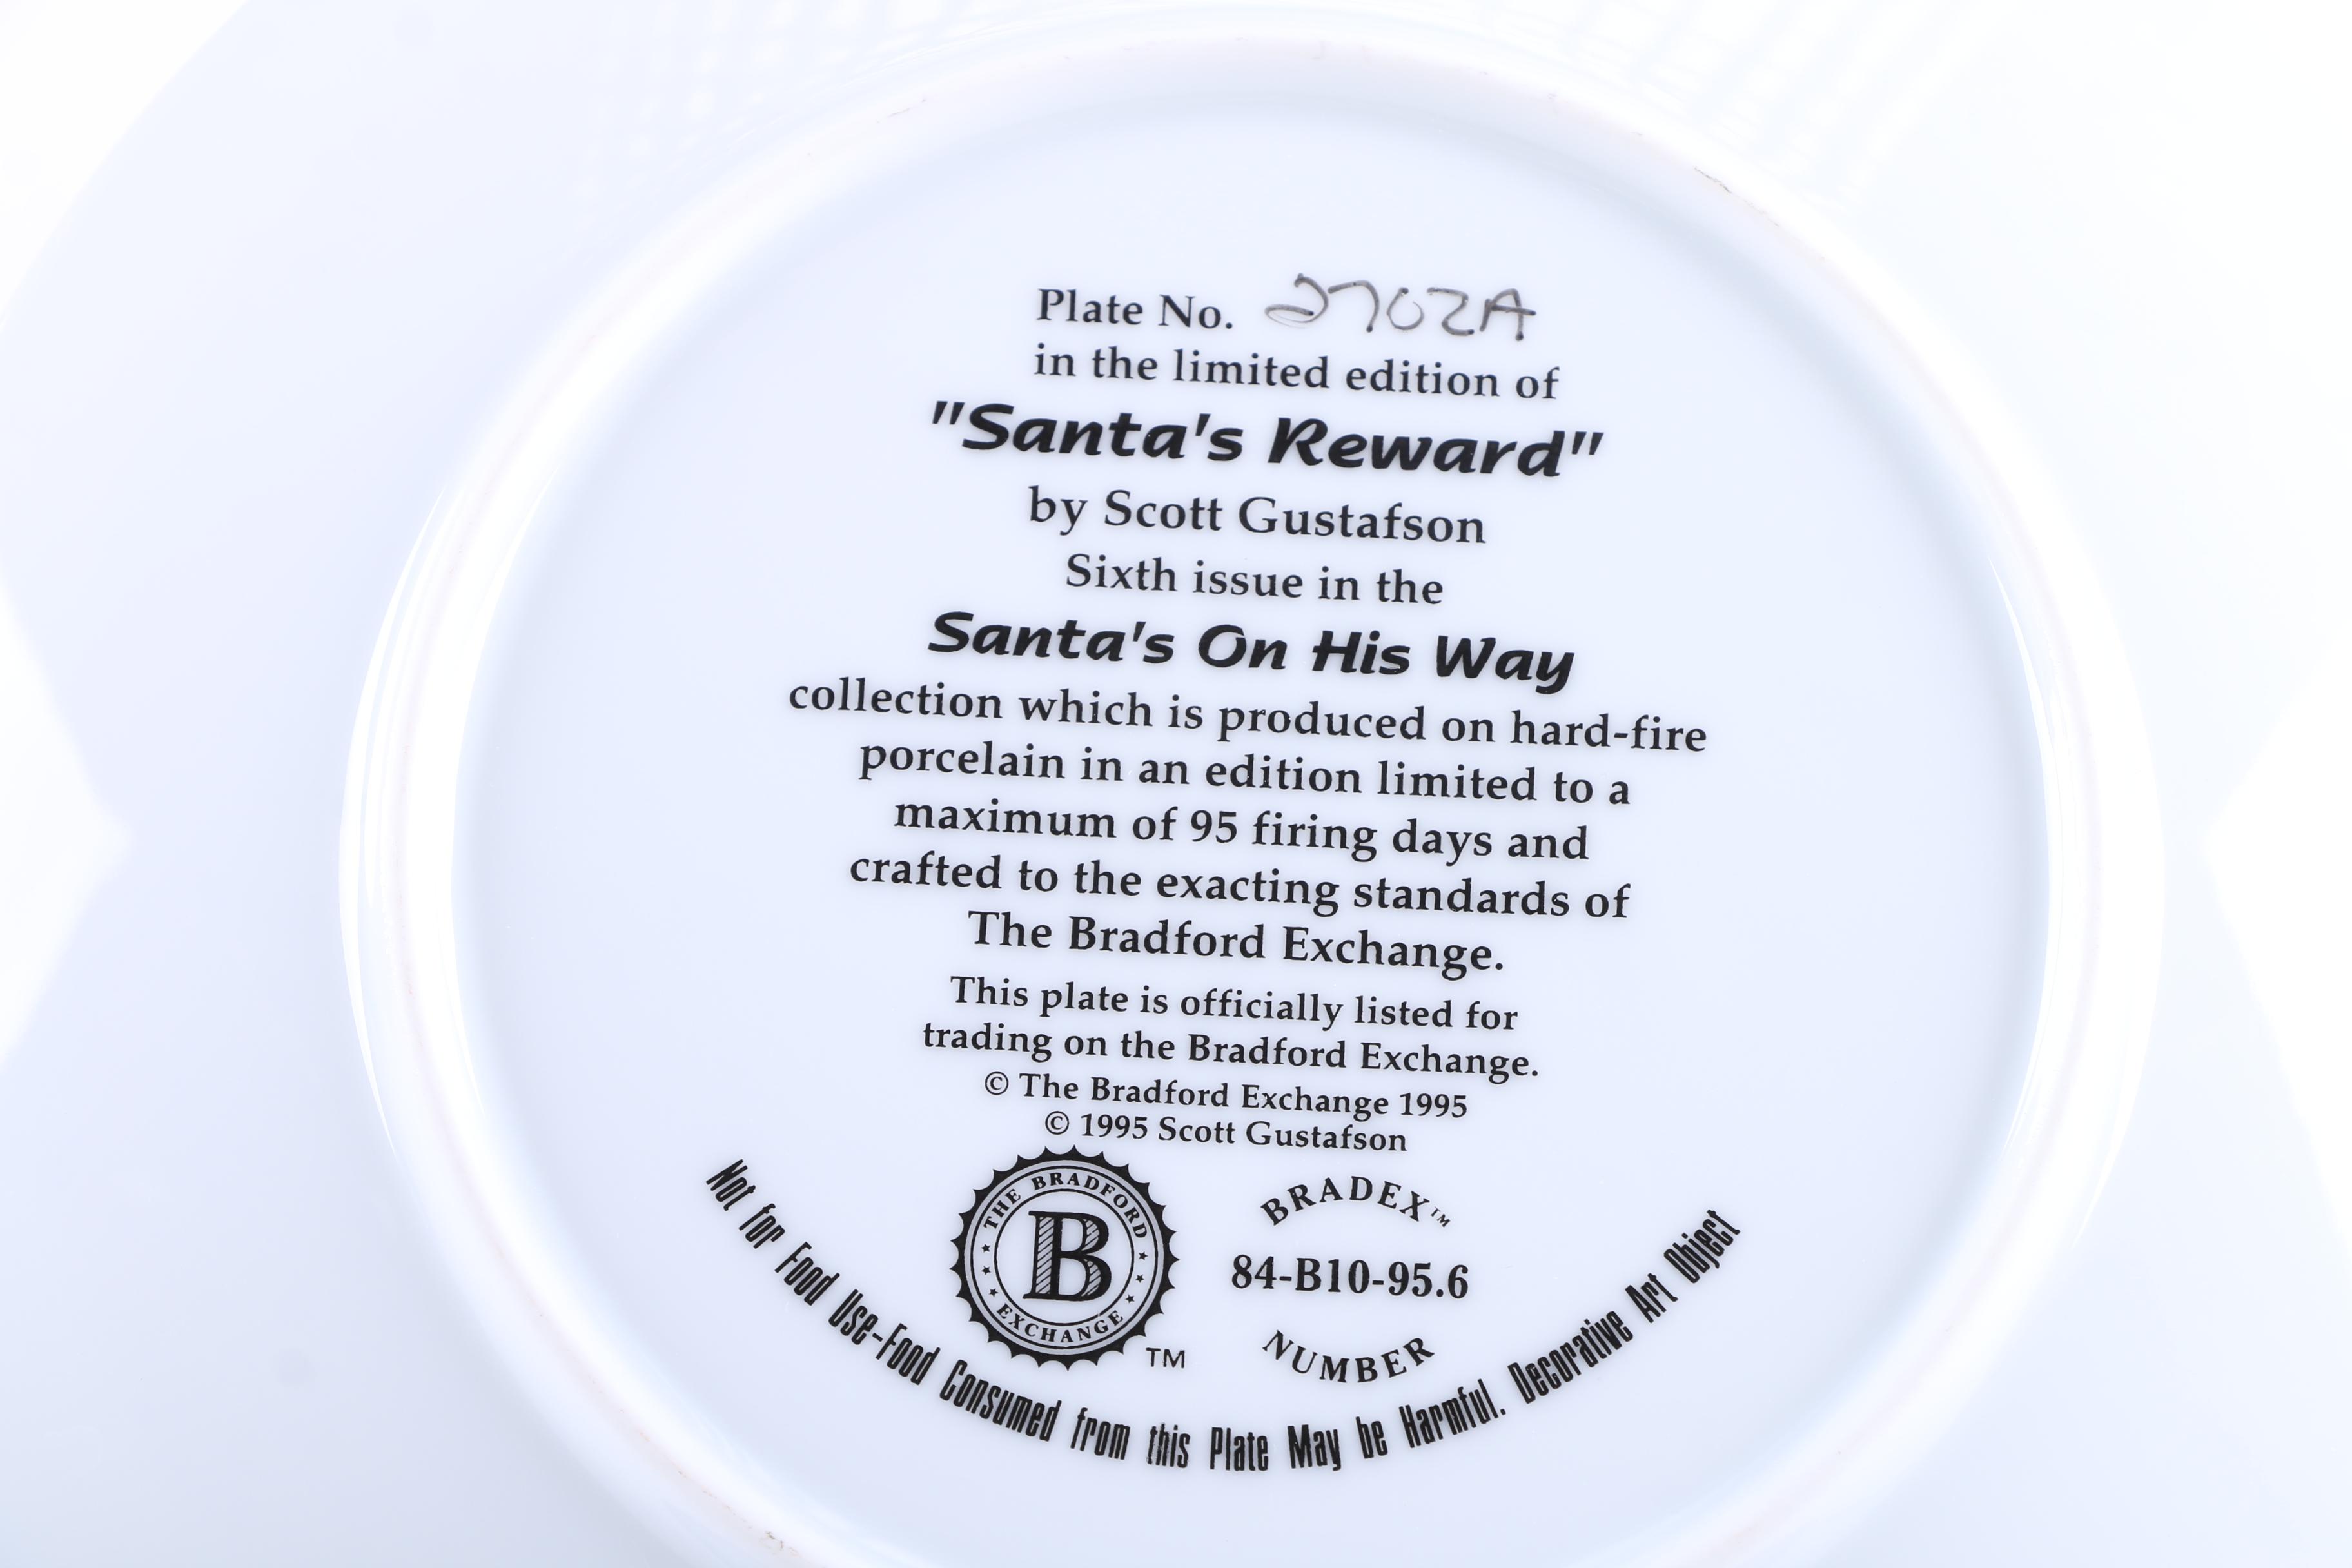 Plate No. 2702A
in the limited edition of
"Santa's Reward"
by Scott Gustafson
Sixth issue in the
Santa's On His Way
collection which is produced on hard-fire
porcelain in an edition limited to a
maximum of 95 firing days and
crafted to the exacting standards of
The Bradford Exchange.
This plate is officially listed for
trading on the Bradford Exchange.
© The Bradford Exchange 1995
© 1995 Scott Gustafson
THE BRADFORD
B
EXCHANGE
TM
BRADEX™
84-B10-95.6
NUMBER
Not for Food Use-Food Consumed from this Plate May be Harmful. Decorative Art Object